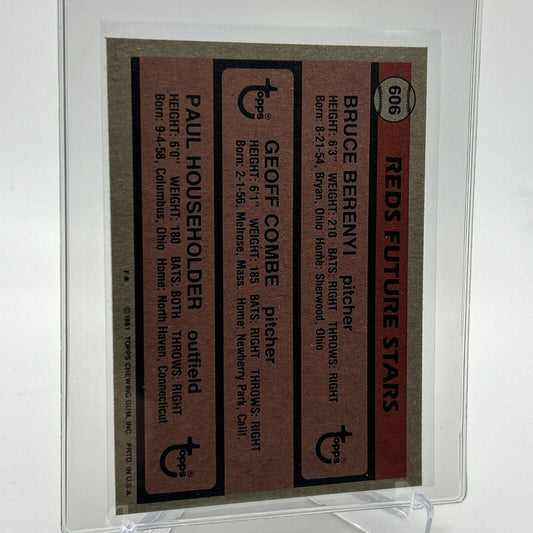 606
REDS FUTURE STARS
BRUCE BERENYI pitcher
HEIGHT: 6'3" WEIGHT: 210 BATS: RIGHT THROWS: RIGHT
Born: 8-21-54, Bryan, Ohio Home: Sherwood, Ohio
Topps®
GEOFF COMBE pitcher
HEIGHT: 6'1" WEIGHT: 185 BATS: RIGHT THROWS: RIGHT
Born: 2-1-56, Melrose, Mass. Home: Newberry Park, Calif.
PAUL HOUSEHOLDER outfield
HEIGHT: 6'0" WEIGHT: 180 BATS: BOTH THROWS: RIGHT
Born: 9-4-58, Columbus, Ohio Home: North Haven, Connecticut
Topps®
F* ©1981 TOPPS CHEWING GUM, INC. PRTD. IN U.S.A.